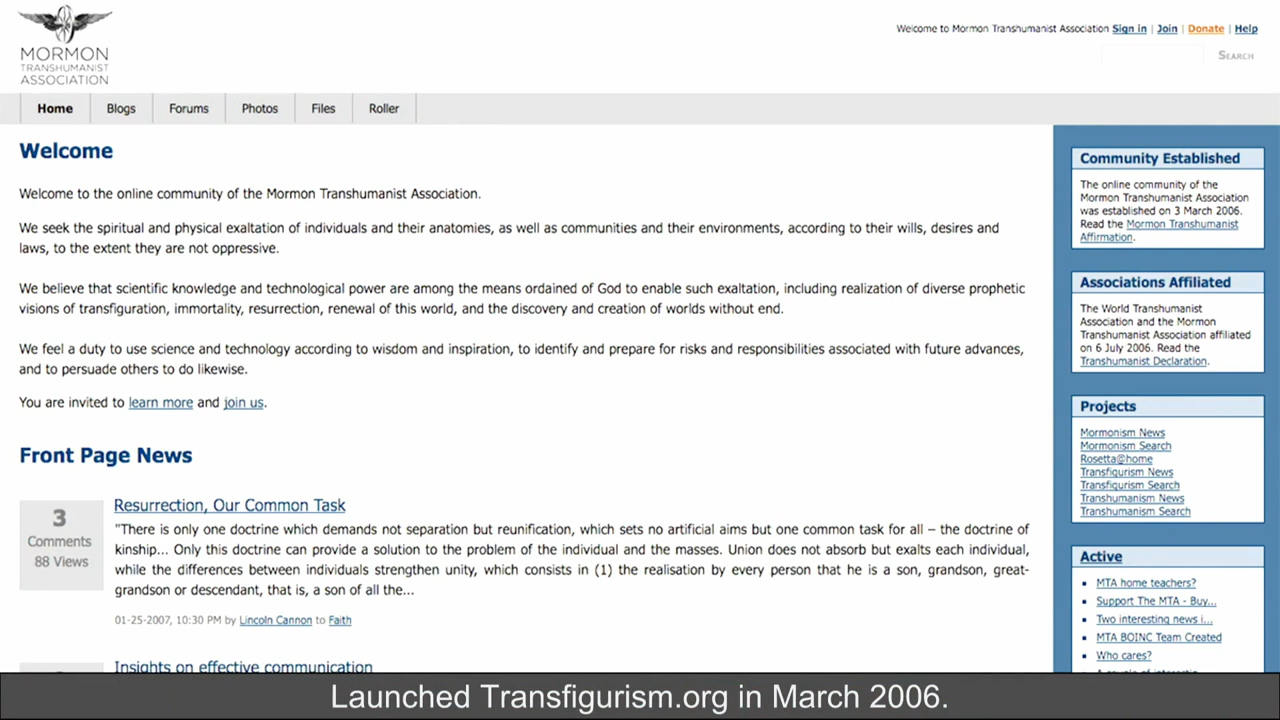 MORMON
TRANSHUMANIST
ASSOCIATION
Welcome to Mormon Transhumanist Association Sign in | Join | Donate | Help
SEARCH
Home
Blogs
Forums
Photos
Files
Roller
Welcome
Welcome to the online community of the Mormon Transhumanist Association.
We seek the spiritual and physical exaltation of individuals and their anatomies, as well as communities and their environments, according to their wills, desires and
laws, to the extent they are not oppressive.
We believe that scientific knowledge and technological power are among the means ordained of God to enable such exaltation, including realization of diverse prophetic
visions of transfiguration, immortality, resurrection, renewal of this world, and the discovery and creation of worlds without end.
We feel a duty to use science and technology according to wisdom and inspiration, to identify and prepare for risks and responsibilities associated with future advances,
and to persuade others to do likewise.
You are invited to learn more and join us.
Front Page News
3
Comments
88 Views
Resurrection, Our Common Task
"There is only one doctrine which demands not separation but reunification, which sets no artificial aims but one common task for all – the doctrine of
kinship... Only this doctrine can provide a solution to the problem of the individual and the masses. Union does not absorb but exalts each individual,
while the differences between individuals strengthen unity, which consists in (1) the realisation by every person that he is a son, grandson, great-
grandson or descendant, that is, a son of all the...
01-25-2007, 10:30 PM by Lincoln Cannon to Faith
Insights on effective communication
Community Established
The online community of the
Mormon Transhumanist Association
was established on 3 March 2006.
Read the Mormon Transhumanist
Affirmation.
Associations Affiliated
The World Transhumanist
Association and the Mormon
Transhumanist Association affiliated
on 6 July 2006. Read the
Transhumanist Declaration.
Projects
Mormonism News
Mormonism Search
Rosetta@home
Transfigurism News
Transfigurism Search
Transhumanism News
Transhumanism Search
Active
MTA home teachers?
Support The MTA - Buy...
Two interesting news i...
MTA BOINC Team Created
Who cares?
Launched Transfigurism.org in March 2006.